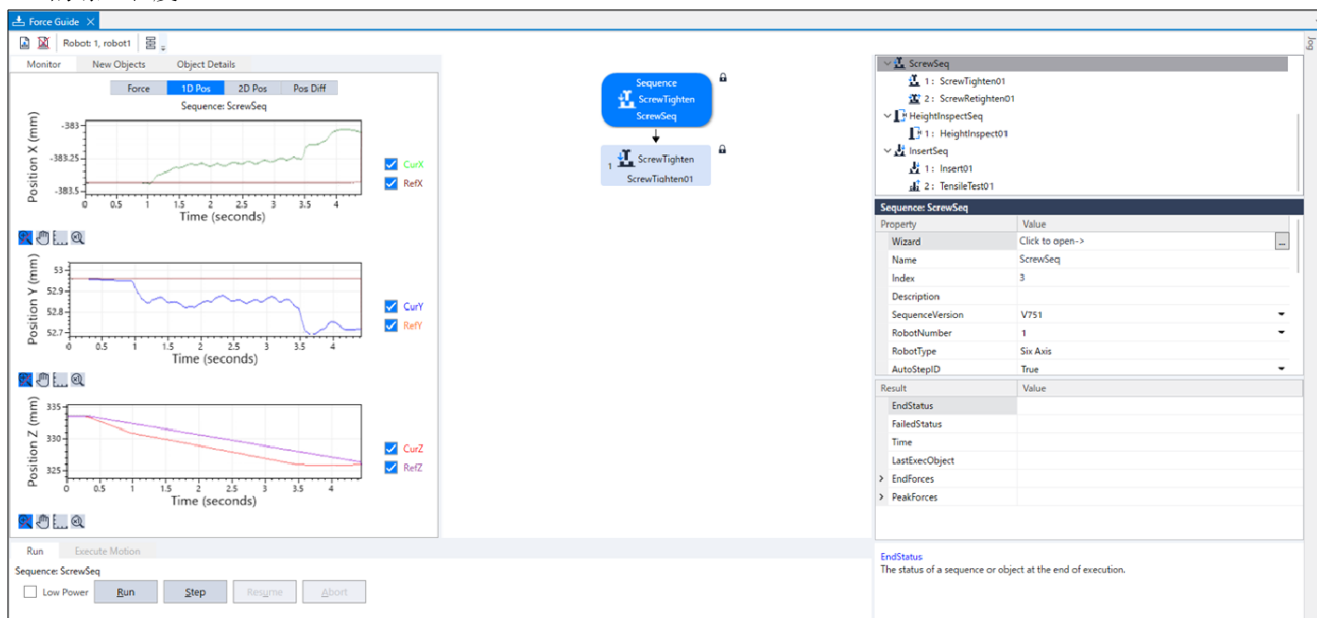 Force Guide
Robot: 1, robot1
Jog
Monitor New Objects Object Details
Force 1D Pos 2D Pos Pos Diff
Sequence: ScrewSeq
Position X (mm)
-383
-383.25
-383.5
0 0.5 1 1.5 2 2.5 3 3.5 4
Time (seconds)
CurX
RefX
Position Y (mm)
53
52.9
52.8
52.7
0 0.5 1 1.5 2 2.5 3 3.5 4
Time (seconds)
CurY
RefY
Position Z (mm)
335
330
325
0 0.5 1 1.5 2 2.5 3 3.5 4
Time (seconds)
CurZ
RefZ
Sequence
ScrewTighten
ScrewSeq
1 ScrewTighten
ScrewTighten01
ScrewSeq
1: ScrewTighten01
2: ScrewRetighten01
HeightInspectSeq
1: HeightInspect01
InsertSeq
1: Insert01
2: TensileTest01
Sequence: ScrewSeq
Property Value
Wizard Click to open-> ...
Name ScrewSeq
Index 3
Description
SequenceVersion V751
RobotNumber 1
RobotType Six Axis
AutoStepID True
Result Value
EndStatus
FailedStatus
Time
LastExecObject
EndForces
PeakForces
EndStatus
The status of a sequence or object at the end of execution.
Run Execute Motion
Sequence: ScrewSeq
Low Power Run Step Resume Abort